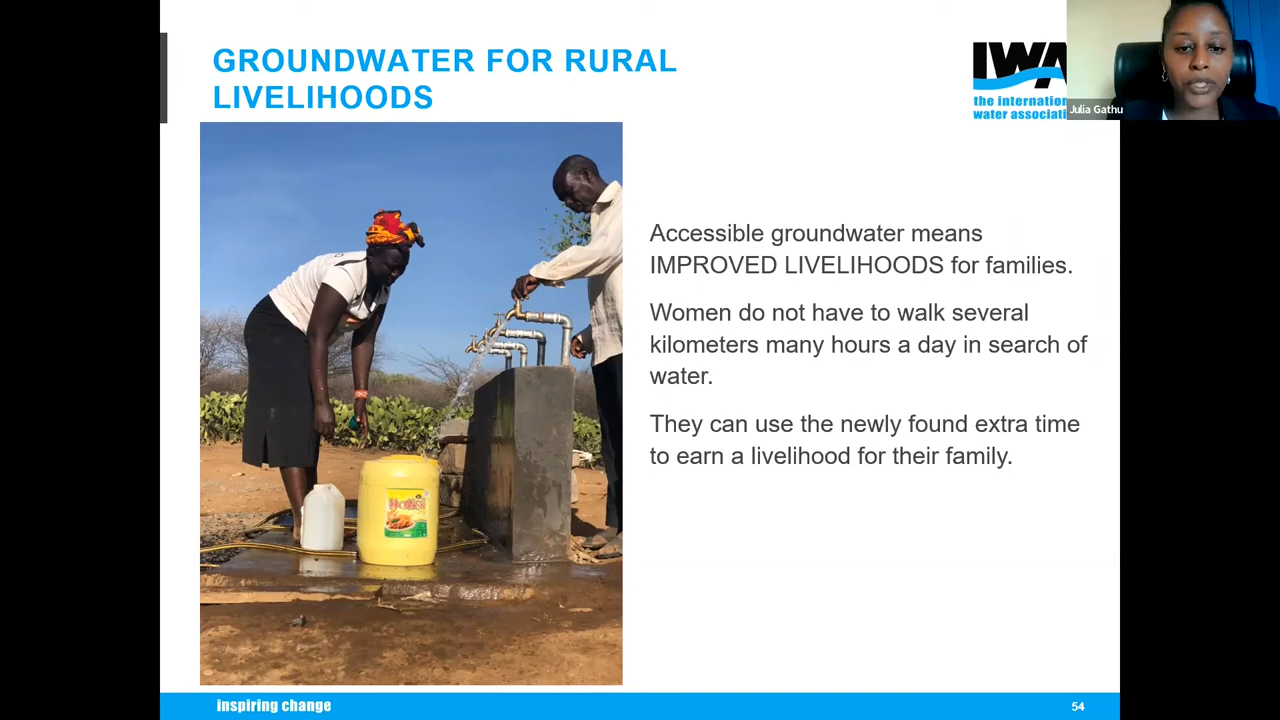 GROUNDWATER FOR RURAL
LIVELIHOODS
IWA
the internation
water associati
Julia Gathu
Accessible groundwater means
IMPROVED LIVELIHOODS for families.
Women do not have to walk several
kilometers many hours a day in search of
water.
They can use the newly found extra time
to earn a livelihood for their family.
inspiring change
54